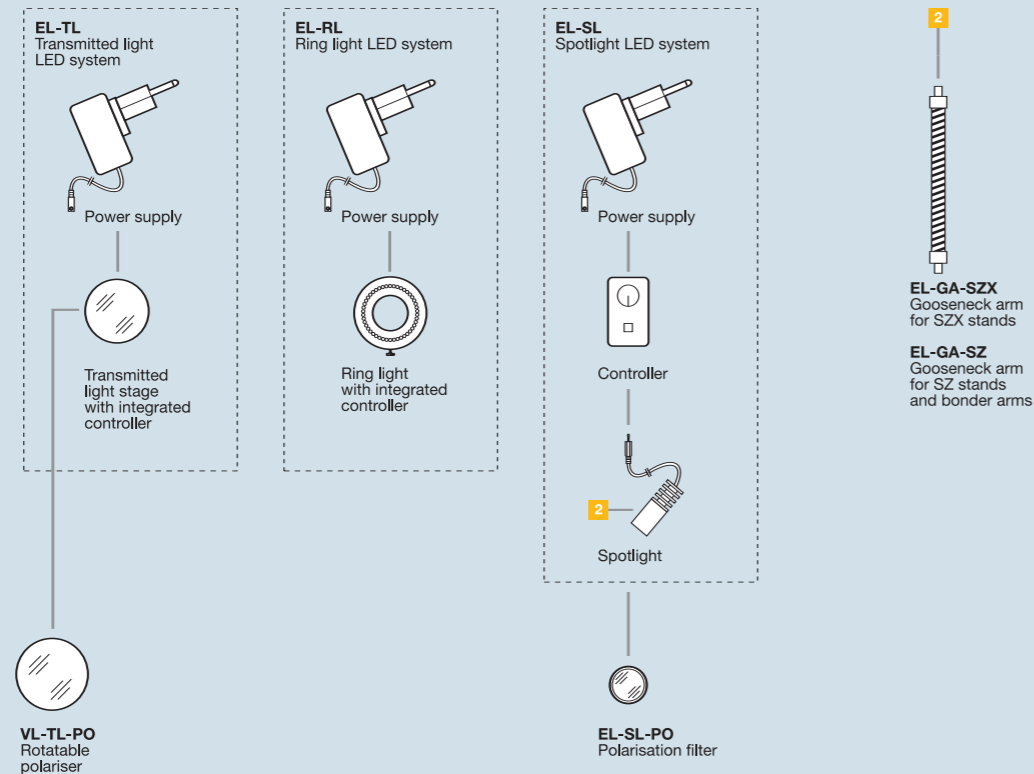 EL-TL
Transmitted light
LED system
Power supply
Transmitted
light stage
with integrated
controller
VL-TL-PO
Rotatable
polariser
EL-RL
Ring light LED system
Power supply
Ring light
with integrated
controller
EL-SL
Spotlight LED system
Power supply
Controller
2
Spotlight
EL-SL-PO
Polarisation filter
2
EL-GA-SZX
Gooseneck arm
for SZX stands
EL-GA-SZ
Gooseneck arm
for SZ stands
and bonder arms